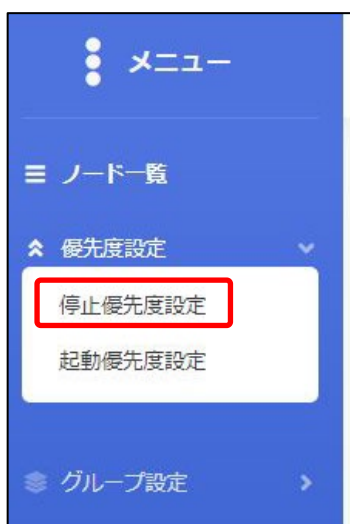 メニュー
ノード一覧
優先度設定
停止優先度設定
起動優先度設定
グループ設定